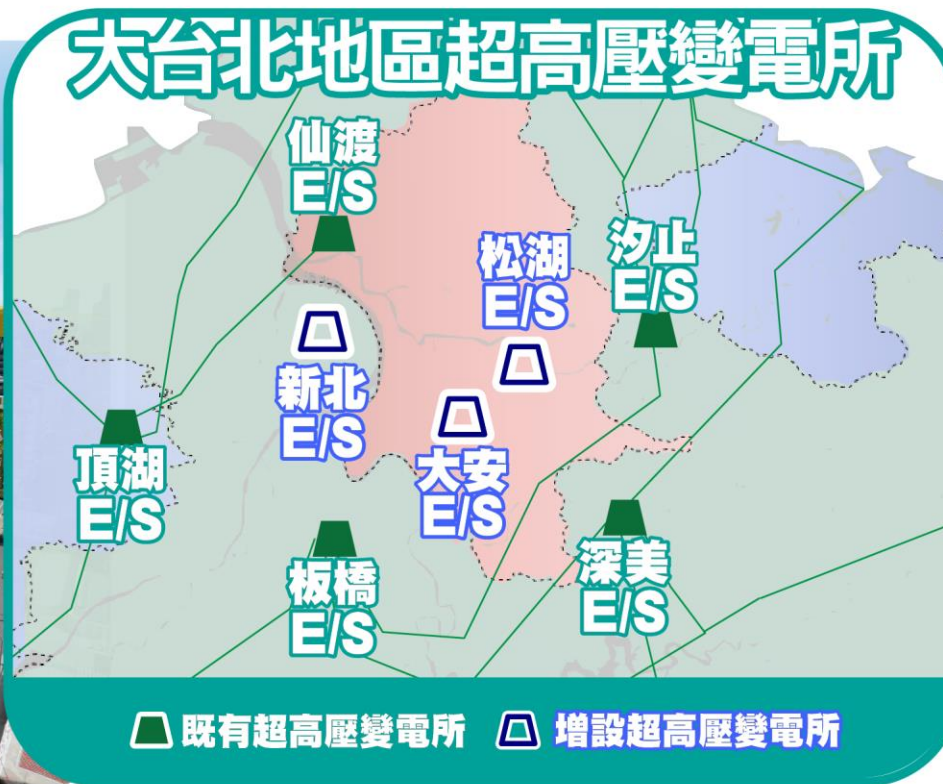 大台北地區超高壓變電所
仙渡
E/S
松湖
E/S
汐止
E/S
新北
E/S
頂湖
E/S
大安
E/S
板橋
E/S
深美
E/S
既有超高壓變電所
增設超高壓變電所